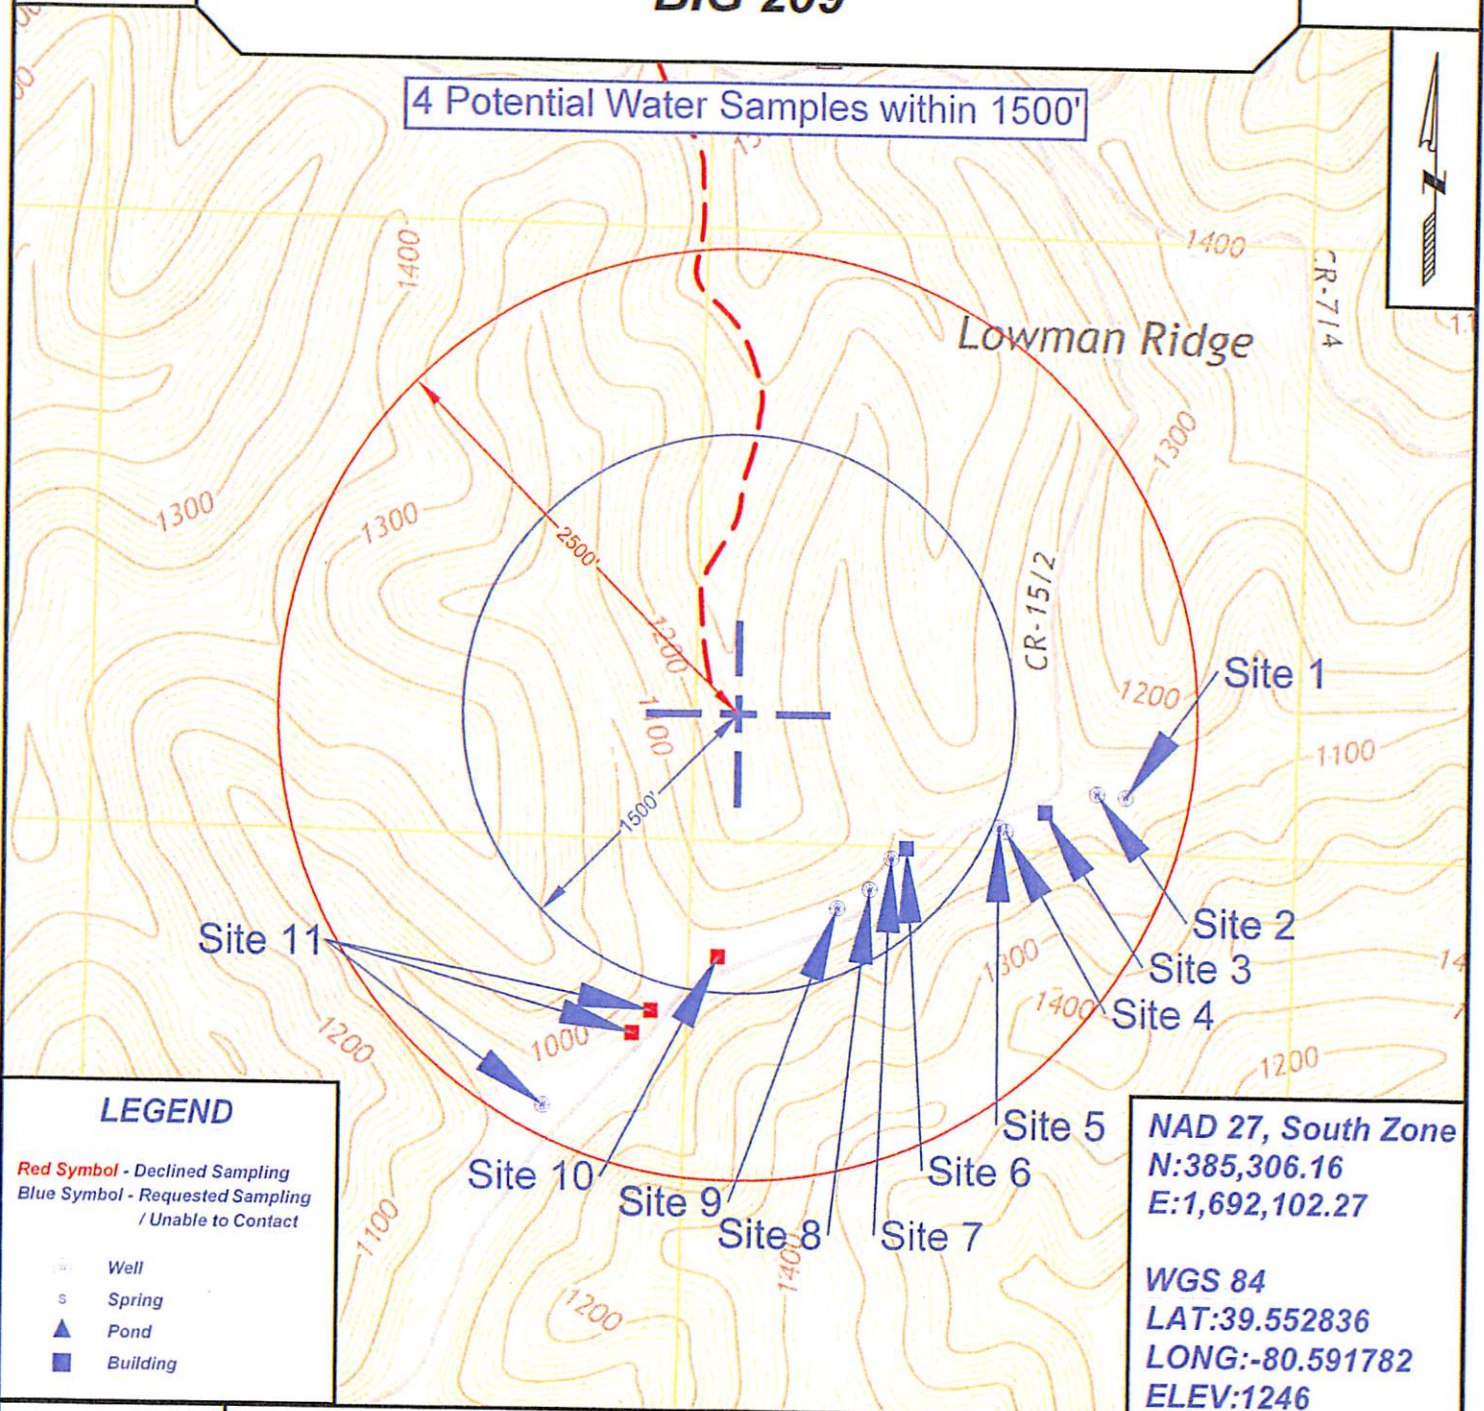 BIG 209
4 Potential Water Samples within 1500'
1400
1400
CR-7/4
Lowman Ridge
1300
1300
1300
2500'
CR-15/2
1200
Site 1
1200
1100
1100
1500'
Site 11
Site 2
1300
Site 3
14
1400
Site 4
1000
1200
1200
LEGEND
Red Symbol - Declined Sampling
Blue Symbol - Requested Sampling
/ Unable to Contact
Well
S Spring
Pond
Building
Site 5
Site 10
Site 6
Site 9
Site 8
Site 7
1100
1400
1200
NAD 27, South Zone
N:385,306.16
E:1,692,102.27
WGS 84
LAT:39.552836
LONG:-80.591782
ELEV:1246